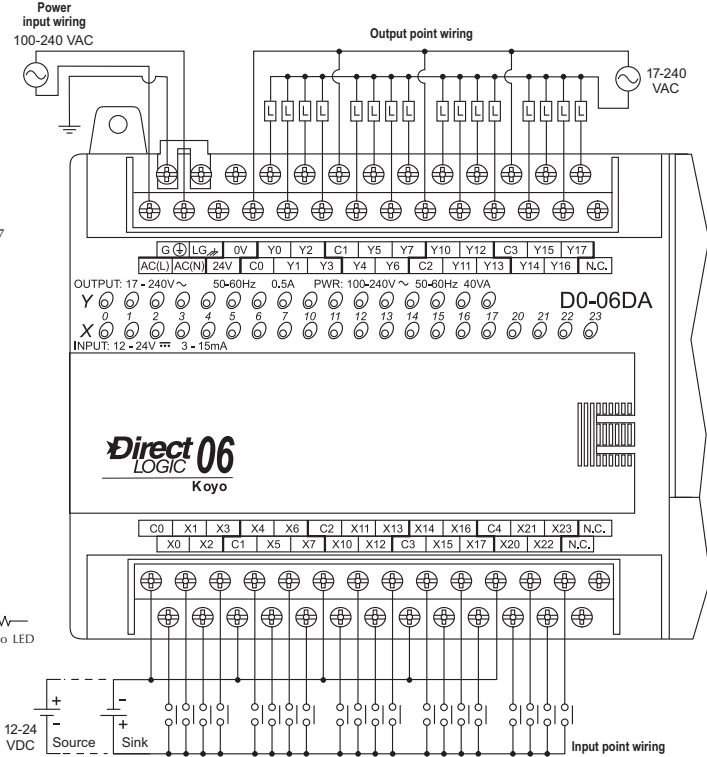 Power
input wiring
100-240 VAC
Output point wiring
17-240
VAC
L L L L L L L L L L L L L L L L
7
G LG 0V Y0 Y2 C1 Y5 Y7 Y10 Y12 C3 Y15 Y17
AC(L) AC(N) 24V C0 Y1 Y3 Y4 Y6 C2 Y11 Y13 Y14 Y16 N.C.
OUTPUT: 17 - 240V ~ 50-60Hz 0.5A PWR: 100-240V ~ 50-60Hz 40VA
Y
D0-06DA
0 1 2 3 4 5 6 7 10 11 12 13 14 15 16 17 20 21 22 23
X
INPUT: 12 - 24V ⎓ 3 - 15mA
Direct
LOGIC 06
Koyo
C0 X1 X3 X4 X6 C2 X11 X13 X14 X16 C4 X21 X23 N.C.
X0 X2 C1 X5 X7 X10 X12 C3 X15 X17 X20 X22 N.C.
o LED
+ -
- +
12-24
VDC
Source Sink
Input point wiring